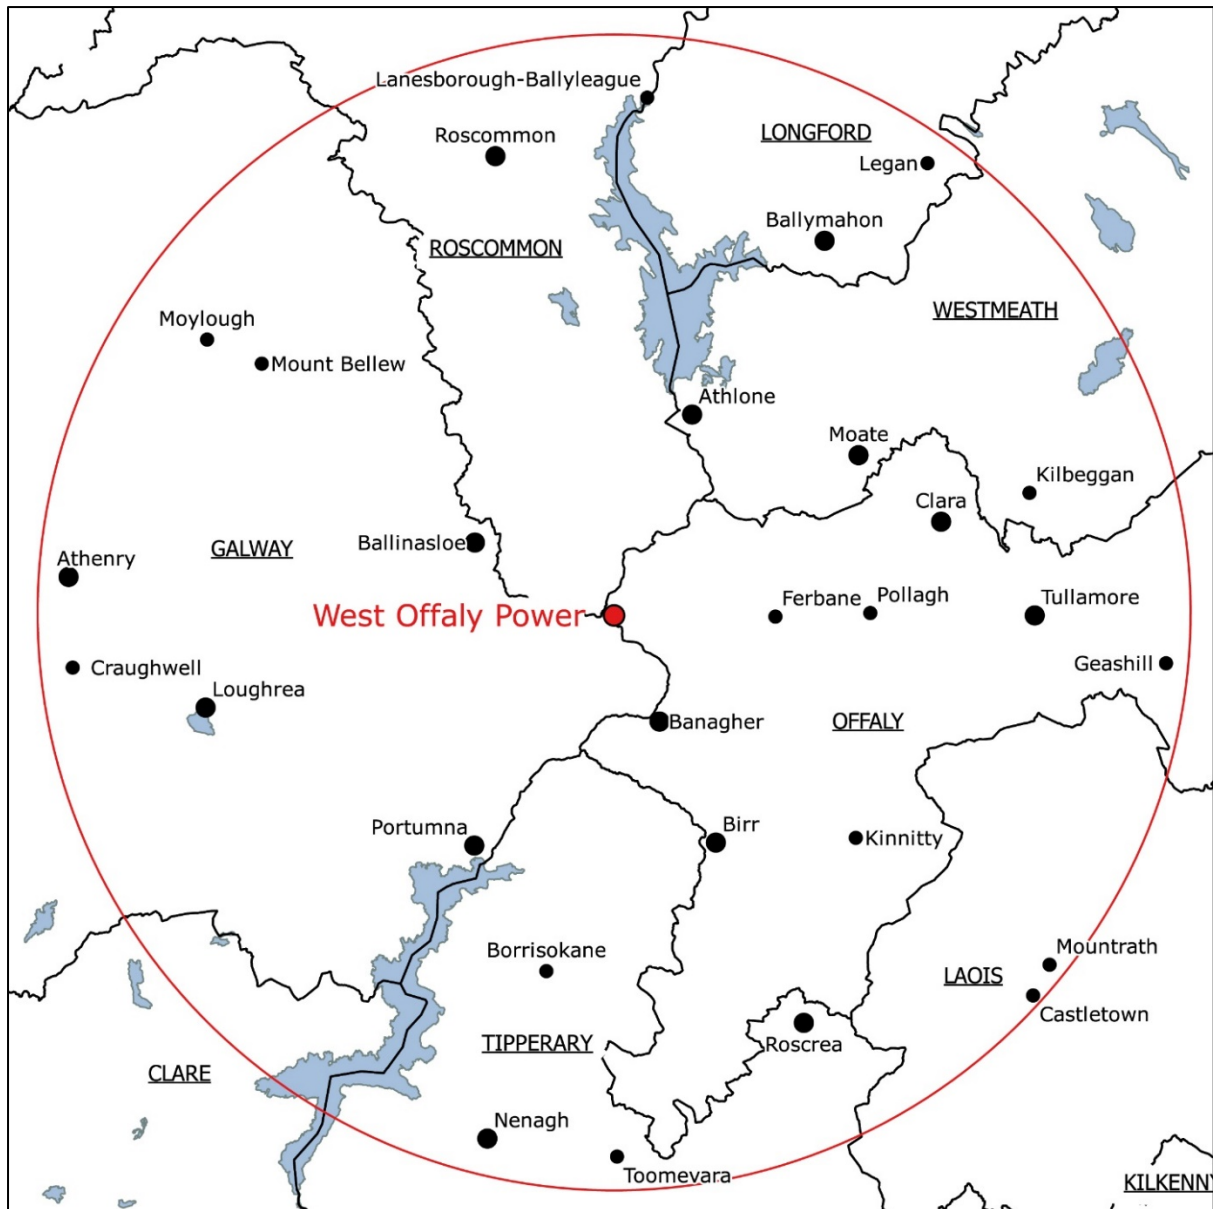 Lanesborough-Ballyleague
Roscommon
LONGFORD
Legan
Ballymahon
ROSCOMMON
WESTMEATH
Moylough
Mount Bellew
Athlone
Moate
Kilbeggan
Clara
Ballinasloe
GALWAY
Athenry
West Offaly Power
Ferbane
Pollagh
Tullamore
Geashill
Craughwell
Loughrea
Banagher
OFFALY
Portumna
Birr
Kinnitty
Borrisokane
Mountrath
LAOIS
Castletown
TIPPERARY
Roscrea
CLARE
Nenagh
Toomevara
KILKENNY